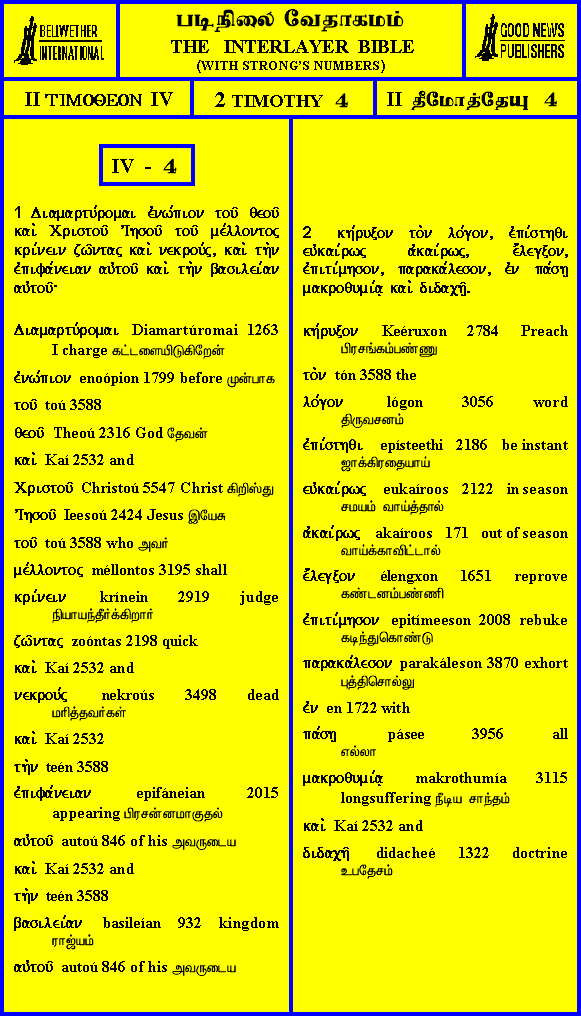 BELIWETHER
INTERNATIONAL
படிநிலை வேதாகமம்
THE INTERLAYER BIBLE
(WITH STRONG'S NUMBERS)
GOOD NEWS
PUBLISHERS
II ΤΙΜΟΘΕΟΝ IV
2 TIMOTHY 4
II தீமோத்தேயு 4
IV - 4
1 Διαμαρτύρομαι ἐνώπιον τοῦ θεοῦ
καὶ Χριστοῦ Ἰησοῦ τοῦ μέλλοντος
κρίνειν ζῶντας καὶ νεκρούς, καὶ τὴν
ἐπιφάνειαν αὐτοῦ καὶ τὴν βασιλείαν
αὐτοῦ·
Διαμαρτύρομαι Diamartúromai 1263
I charge கட்டளையிடுகிறேன்
ἐνώπιον enoópion 1799 before முன்பாக
τοῦ toú 3588
θεοῦ Theoú 2316 God தேவன்
καὶ Kaí 2532 and
Χριστοῦ Christoú 5547 Christ கிறிஸ்து
Ἰησοῦ Ieesoú 2424 Jesus இயேசு
τοῦ toú 3588 who அவர்
μέλλοντος méllontos 3195 shall
κρίνειν krínein 2919 judge
நியாயந்தீர்க்கிறார்
ζῶντας zoóntas 2198 quick
καὶ Kaí 2532 and
νεκρούς nekroús 3498 dead
மரித்தவர்கள்
καὶ Kaí 2532
τὴν teén 3588
ἐπιφάνειαν epifáneian 2015
appearing பிரசன்னமாகுதல்
αὐτοῦ autoú 846 of his அவருடைய
καὶ Kaí 2532 and
τὴν teén 3588
βασιλείαν basileían 932 kingdom
ராஜ்யம்
αὐτοῦ autoú 846 of his அவருடைய
2 κήρυξον τὸν λόγον, ἐπίστηθι
εὐκαίρως ἀκαίρως, ἔλεγξον,
ἐπιτίμησον, παρακάλεσον, ἐν πάσῃ
μακροθυμίᾳ καὶ διδαχῇ.
κήρυξον Keéruxon 2784 Preach
பிரசங்கம்பண்ணு
τὸν tón 3588 the
λόγον lógon 3056 word
திருவசனம்
ἐπίστηθι epísteethi 2186 be instant
ஜாக்கிரதையாய்
εὐκαίρως eukaíroos 2122 in season
சமயம் வாய்த்தால்
ἀκαίρως akaíroos 171 out of season
வாய்க்காவிட்டால்
ἔλεγξον élengxon 1651 reprove
கண்டனம்பண்ணி
ἐπιτίμησον epitímeeson 2008 rebuke
கடிந்துகொண்டு
παρακάλεσον parakáleson 3870 exhort
புத்திசொல்லு
ἐν en 1722 with
πάσῃ pásee 3956 all
எல்லா
μακροθυμίᾳ makrothumía 3115
longsuffering நீடிய சாந்தம்
καὶ Kaí 2532 and
διδαχῇ didacheé 1322 doctrine
உபதேசம்